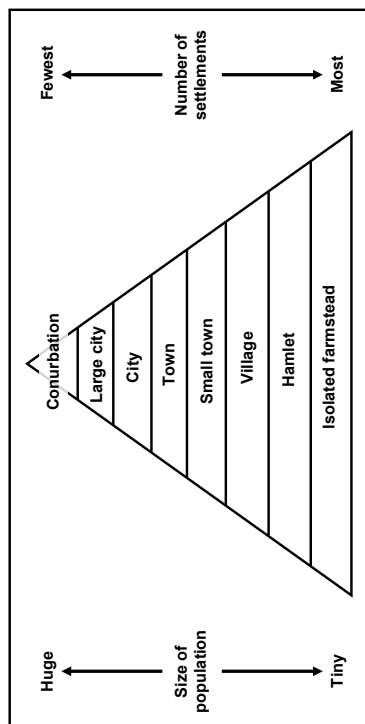 Huge
Size of
population
Tiny
Conurbation
Large city
City
Town
Small town
Village
Hamlet
Isolated farmstead
Fewest
Number of
settlements
Most